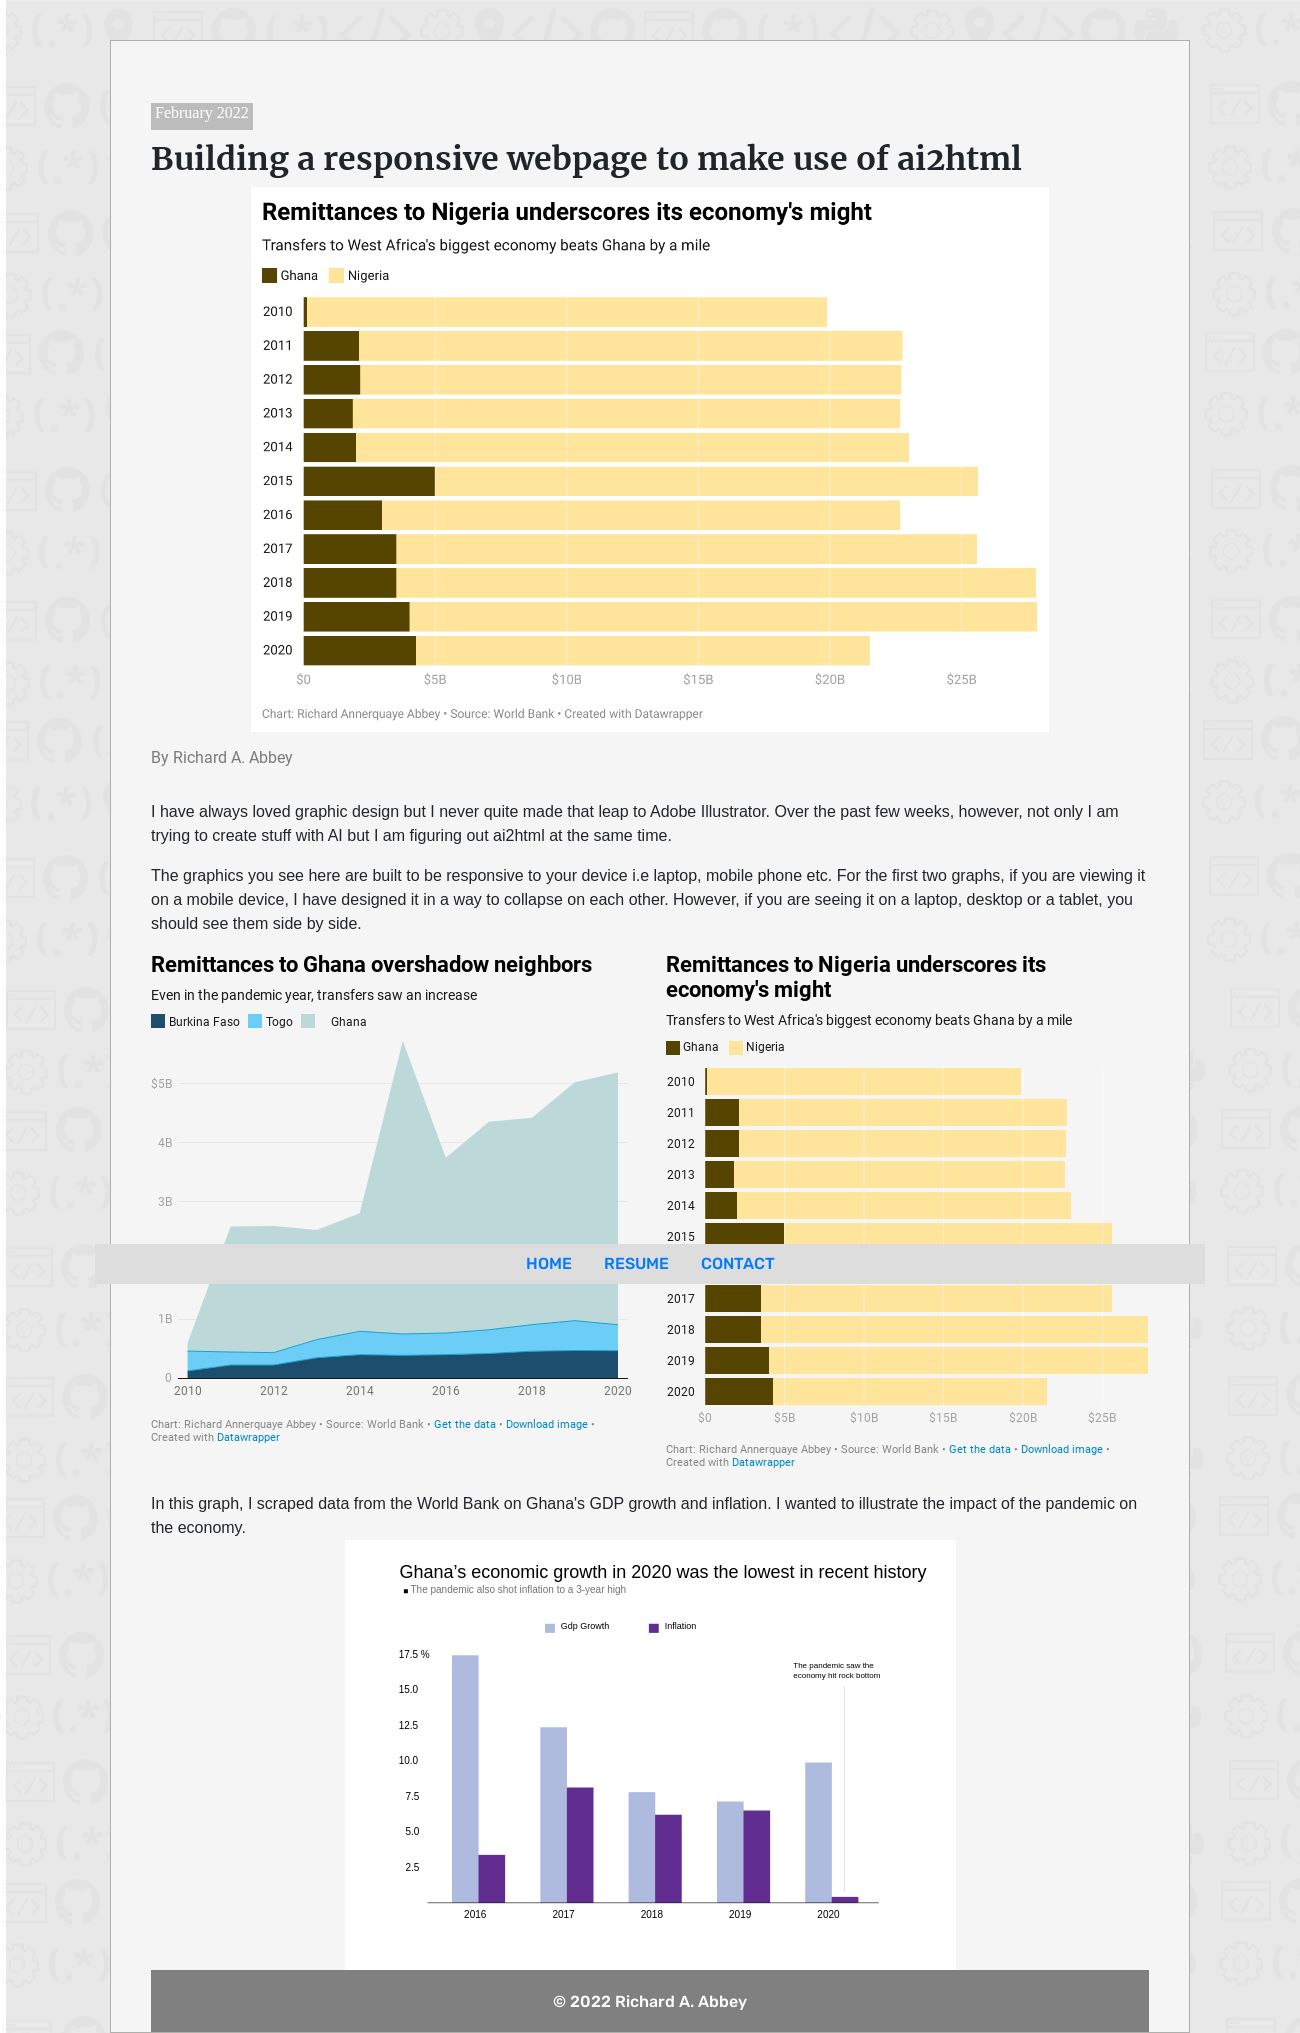 February 2022
Building a responsive webpage to make use of ai2html
Remittances to Nigeria underscores its economy's might
Transfers to West Africa's biggest economy beats Ghana by a mile
Ghana Nigeria
2010
2011
2012
2013
2014
2015
2016
2017
2018
2019
2020
$0 $5B $10B $15B $20B $25B
Chart: Richard Annerquaye Abbey • Source: World Bank • Created with Datawrapper
By Richard A. Abbey
I have always loved graphic design but I never quite made that leap to Adobe Illustrator. Over the past few weeks, however, not only I am
trying to create stuff with AI but I am figuring out ai2html at the same time.
The graphics you see here are built to be responsive to your device i.e laptop, mobile phone etc. For the first two graphs, if you are viewing it
on a mobile device, I have designed it in a way to collapse on each other. However, if you are seeing it on a laptop, desktop or a tablet, you
should see them side by side.
Remittances to Ghana overshadow neighbors
Even in the pandemic year, transfers saw an increase
Burkina Faso Togo Ghana
$5B
4B
3B
1B
0
2010 2012 2014 2016 2018 2020
Chart: Richard Annerquaye Abbey • Source: World Bank • Get the data • Download image •
Created with Datawrapper
Remittances to Nigeria underscores its
economy's might
Transfers to West Africa's biggest economy beats Ghana by a mile
Ghana Nigeria
2010
2011
2012
2013
2014
2015
HOME RESUME CONTACT
2017
2018
2019
2020
$0 $5B $10B $15B $20B $25B
Chart: Richard Annerquaye Abbey • Source: World Bank • Get the data • Download image •
Created with Datawrapper
In this graph, I scraped data from the World Bank on Ghana's GDP growth and inflation. I wanted to illustrate the impact of the pandemic on
the economy.
Ghana’s economic growth in 2020 was the lowest in recent history
The pandemic also shot inflation to a 3-year high
Gdp Growth Inflation
17.5 %
15.0
12.5
10.0
7.5
5.0
2.5
The pandemic saw the
economy hit rock bottom
2016 2017 2018 2019 2020
© 2022 Richard A. Abbey